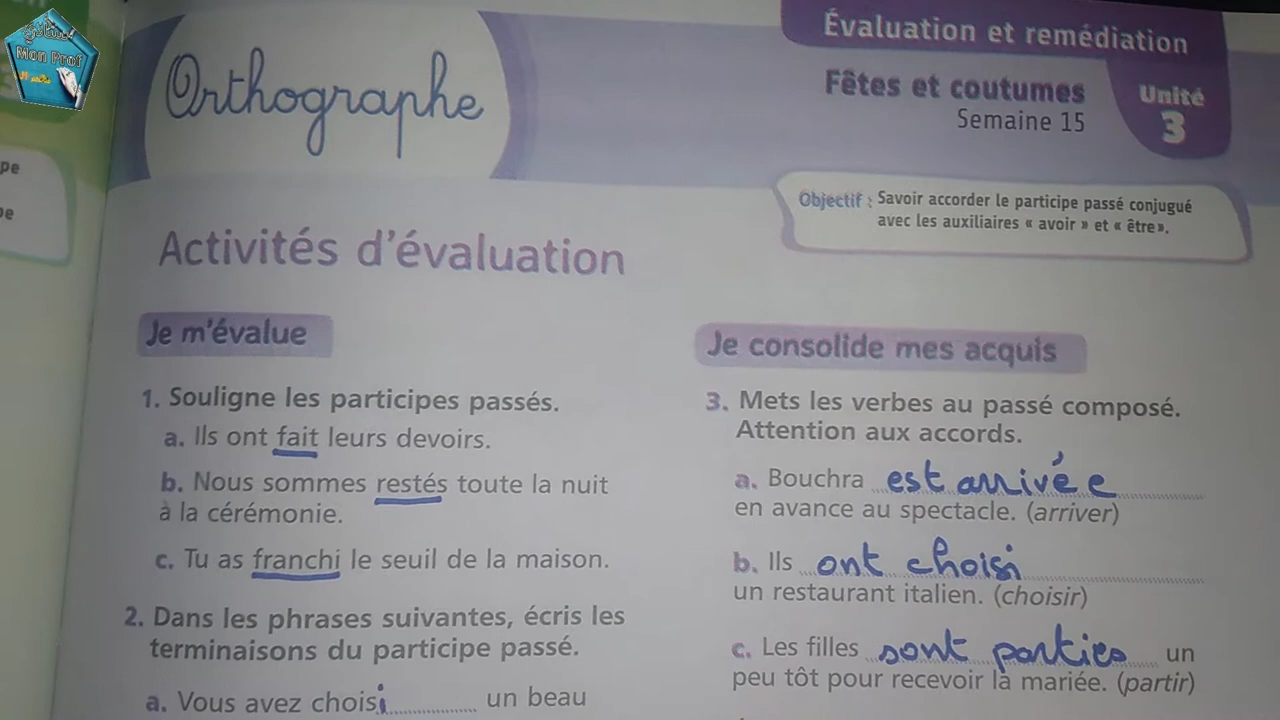 Mon Prof
Orthographe
Évaluation et remédiation
Fêtes et coutumes
Semaine 15
Unité
3
Objectif : Savoir accorder le participe passé conjugué
avec les auxiliaires « avoir » et « être».
pe
pe
Activités d'évaluation
Je m'évalue
1. Souligne les participes passés.
a. Ils ont fait leurs devoirs.
b. Nous sommes restés toute la nuit
à la cérémonie.
c. Tu as franchi le seuil de la maison.
2. Dans les phrases suivantes, écris les
terminaisons du participe passé.
a. Vous avez choisi un beau
Je consolide mes acquis
3. Mets les verbes au passé composé.
Attention aux accords.
a. Bouchra est arrivée
en avance au spectacle. (arriver)
b. Ils ont choisi
un restaurant italien. (choisir)
c. Les filles sont parties un
peu tôt pour recevoir la mariée. (partir)